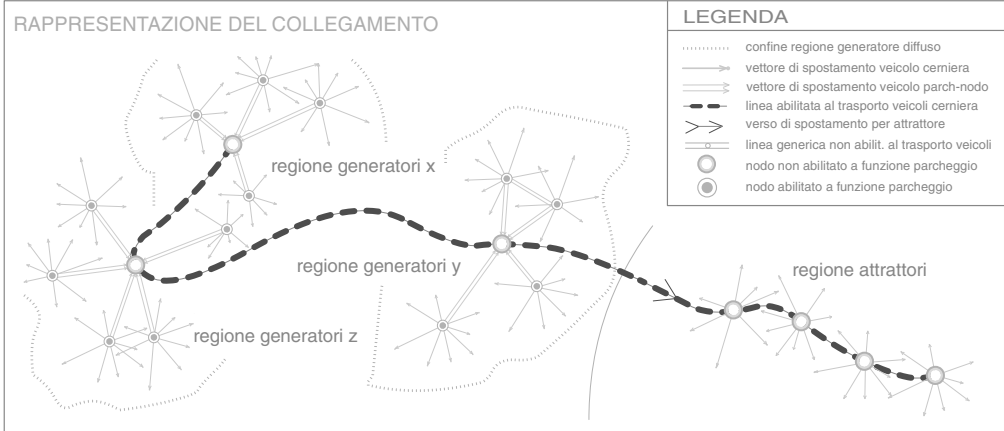 RAPPRESENTAZIONE DEL COLLEGAMENTO
LEGENDA
confine regione generatore diffuso
vettore di spostamento veicolo cerniera
vettore di spostamento veicolo parch-nodo
linea abilitata al trasporto veicoli cerniera
verso di spostamento per attrattore
linea generica non abilit. al trasporto veicoli
nodo non abilitato a funzione parcheggio
nodo abilitato a funzione parcheggio
regione generatori x
regione generatori y
regione attrattori
regione generatori z